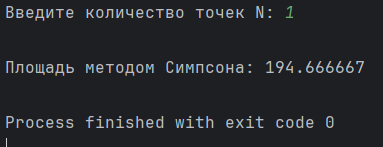 Введите количество точек N: 1
Площадь методом Симпсона: 194.666667
Process finished with exit code 0